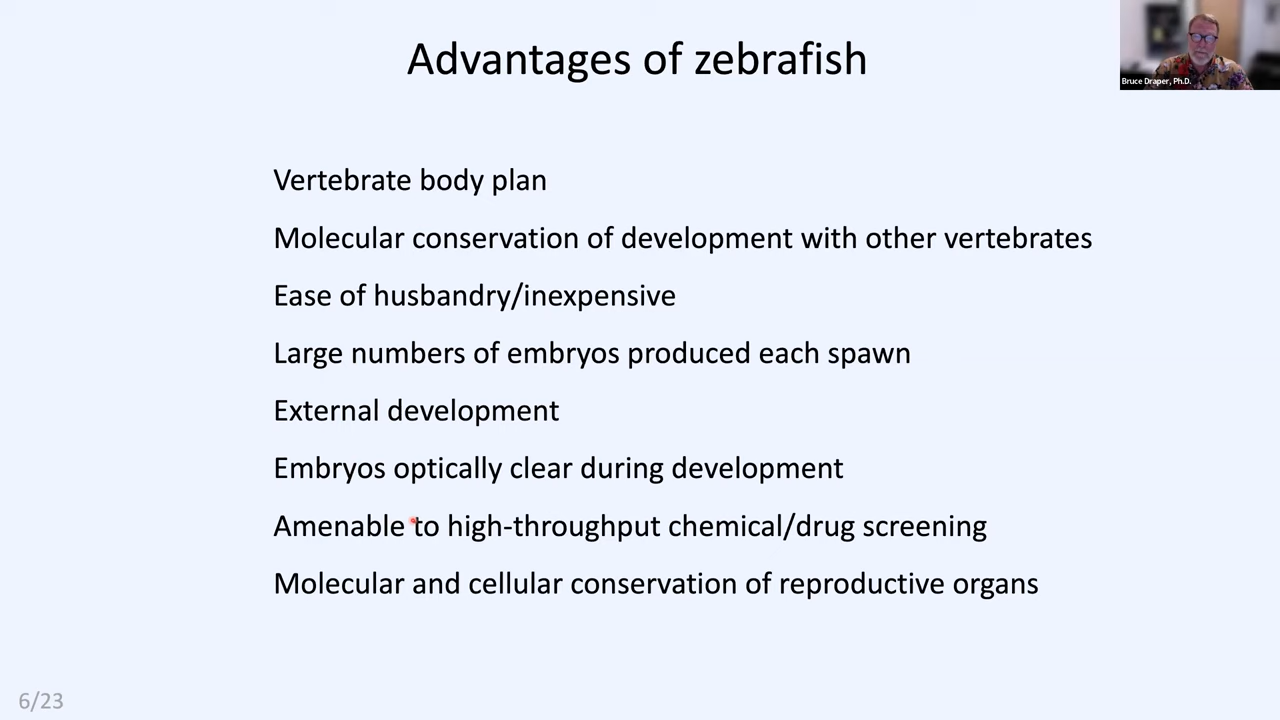 Advantages of zebrafish
Bruce Draper, Ph.D.
Vertebrate body plan
Molecular conservation of development with other vertebrates
Ease of husbandry/inexpensive
Large numbers of embryos produced each spawn
External development
Embryos optically clear during development
Amenable to high-throughput chemical/drug screening
Molecular and cellular conservation of reproductive organs
6/23